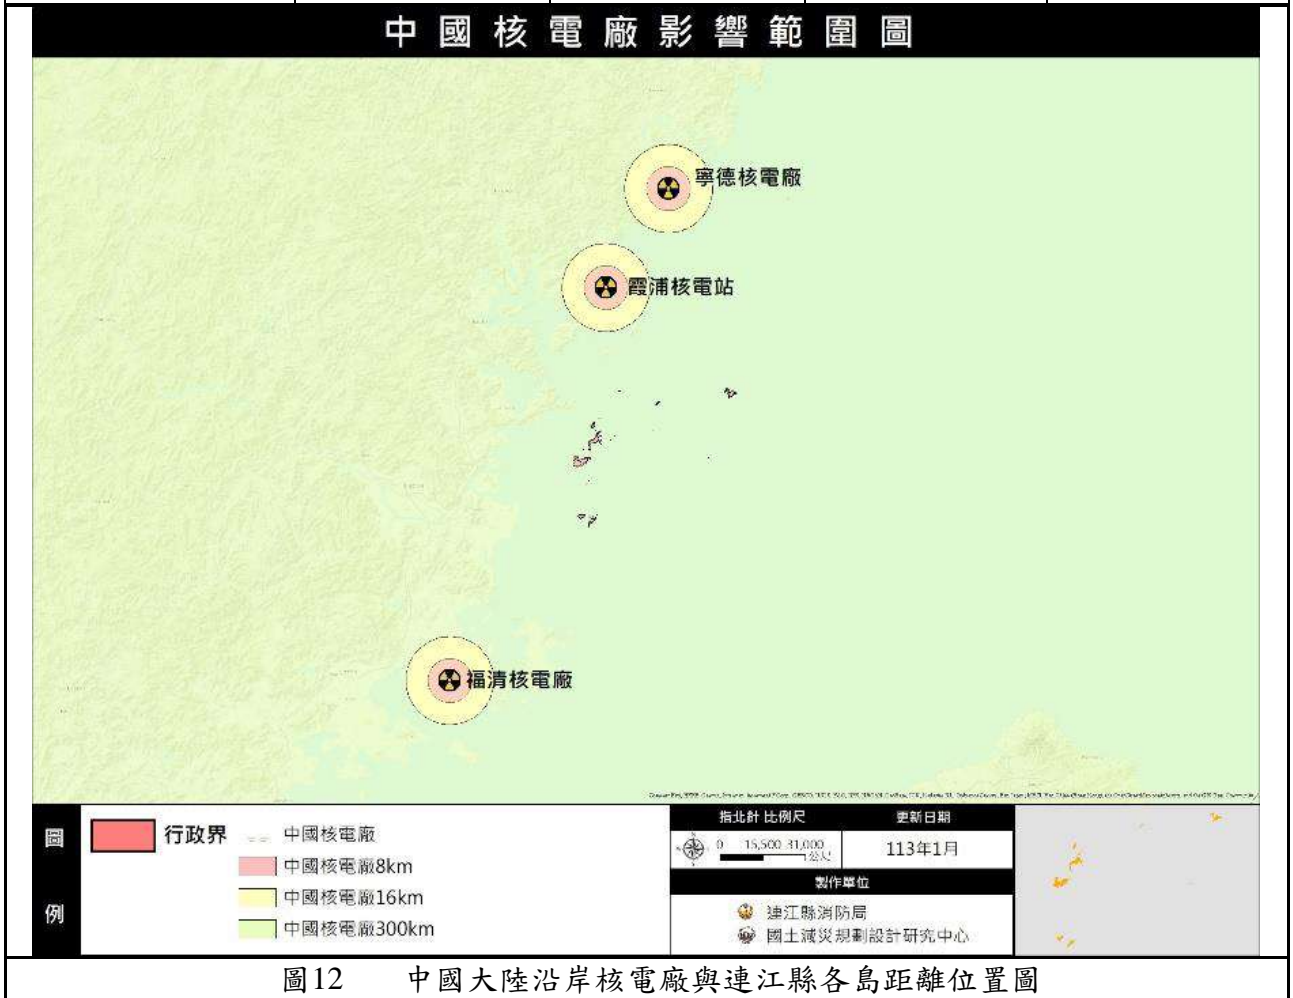 中國核電廠影響範圍圖
寧德核電廠
霞浦核電站
福清核電廠
圖例
行政界
中國核電廠
中國核電廠8km
中國核電廠16km
中國核電廠300km
指北針 比例尺
更新日期
0 15,500 31,000
公尺
113年1月
製作單位
連江縣消防局
國土減災規劃設計研究中心
圖12 中國大陸沿岸核電廠與連江縣各島距離位置圖